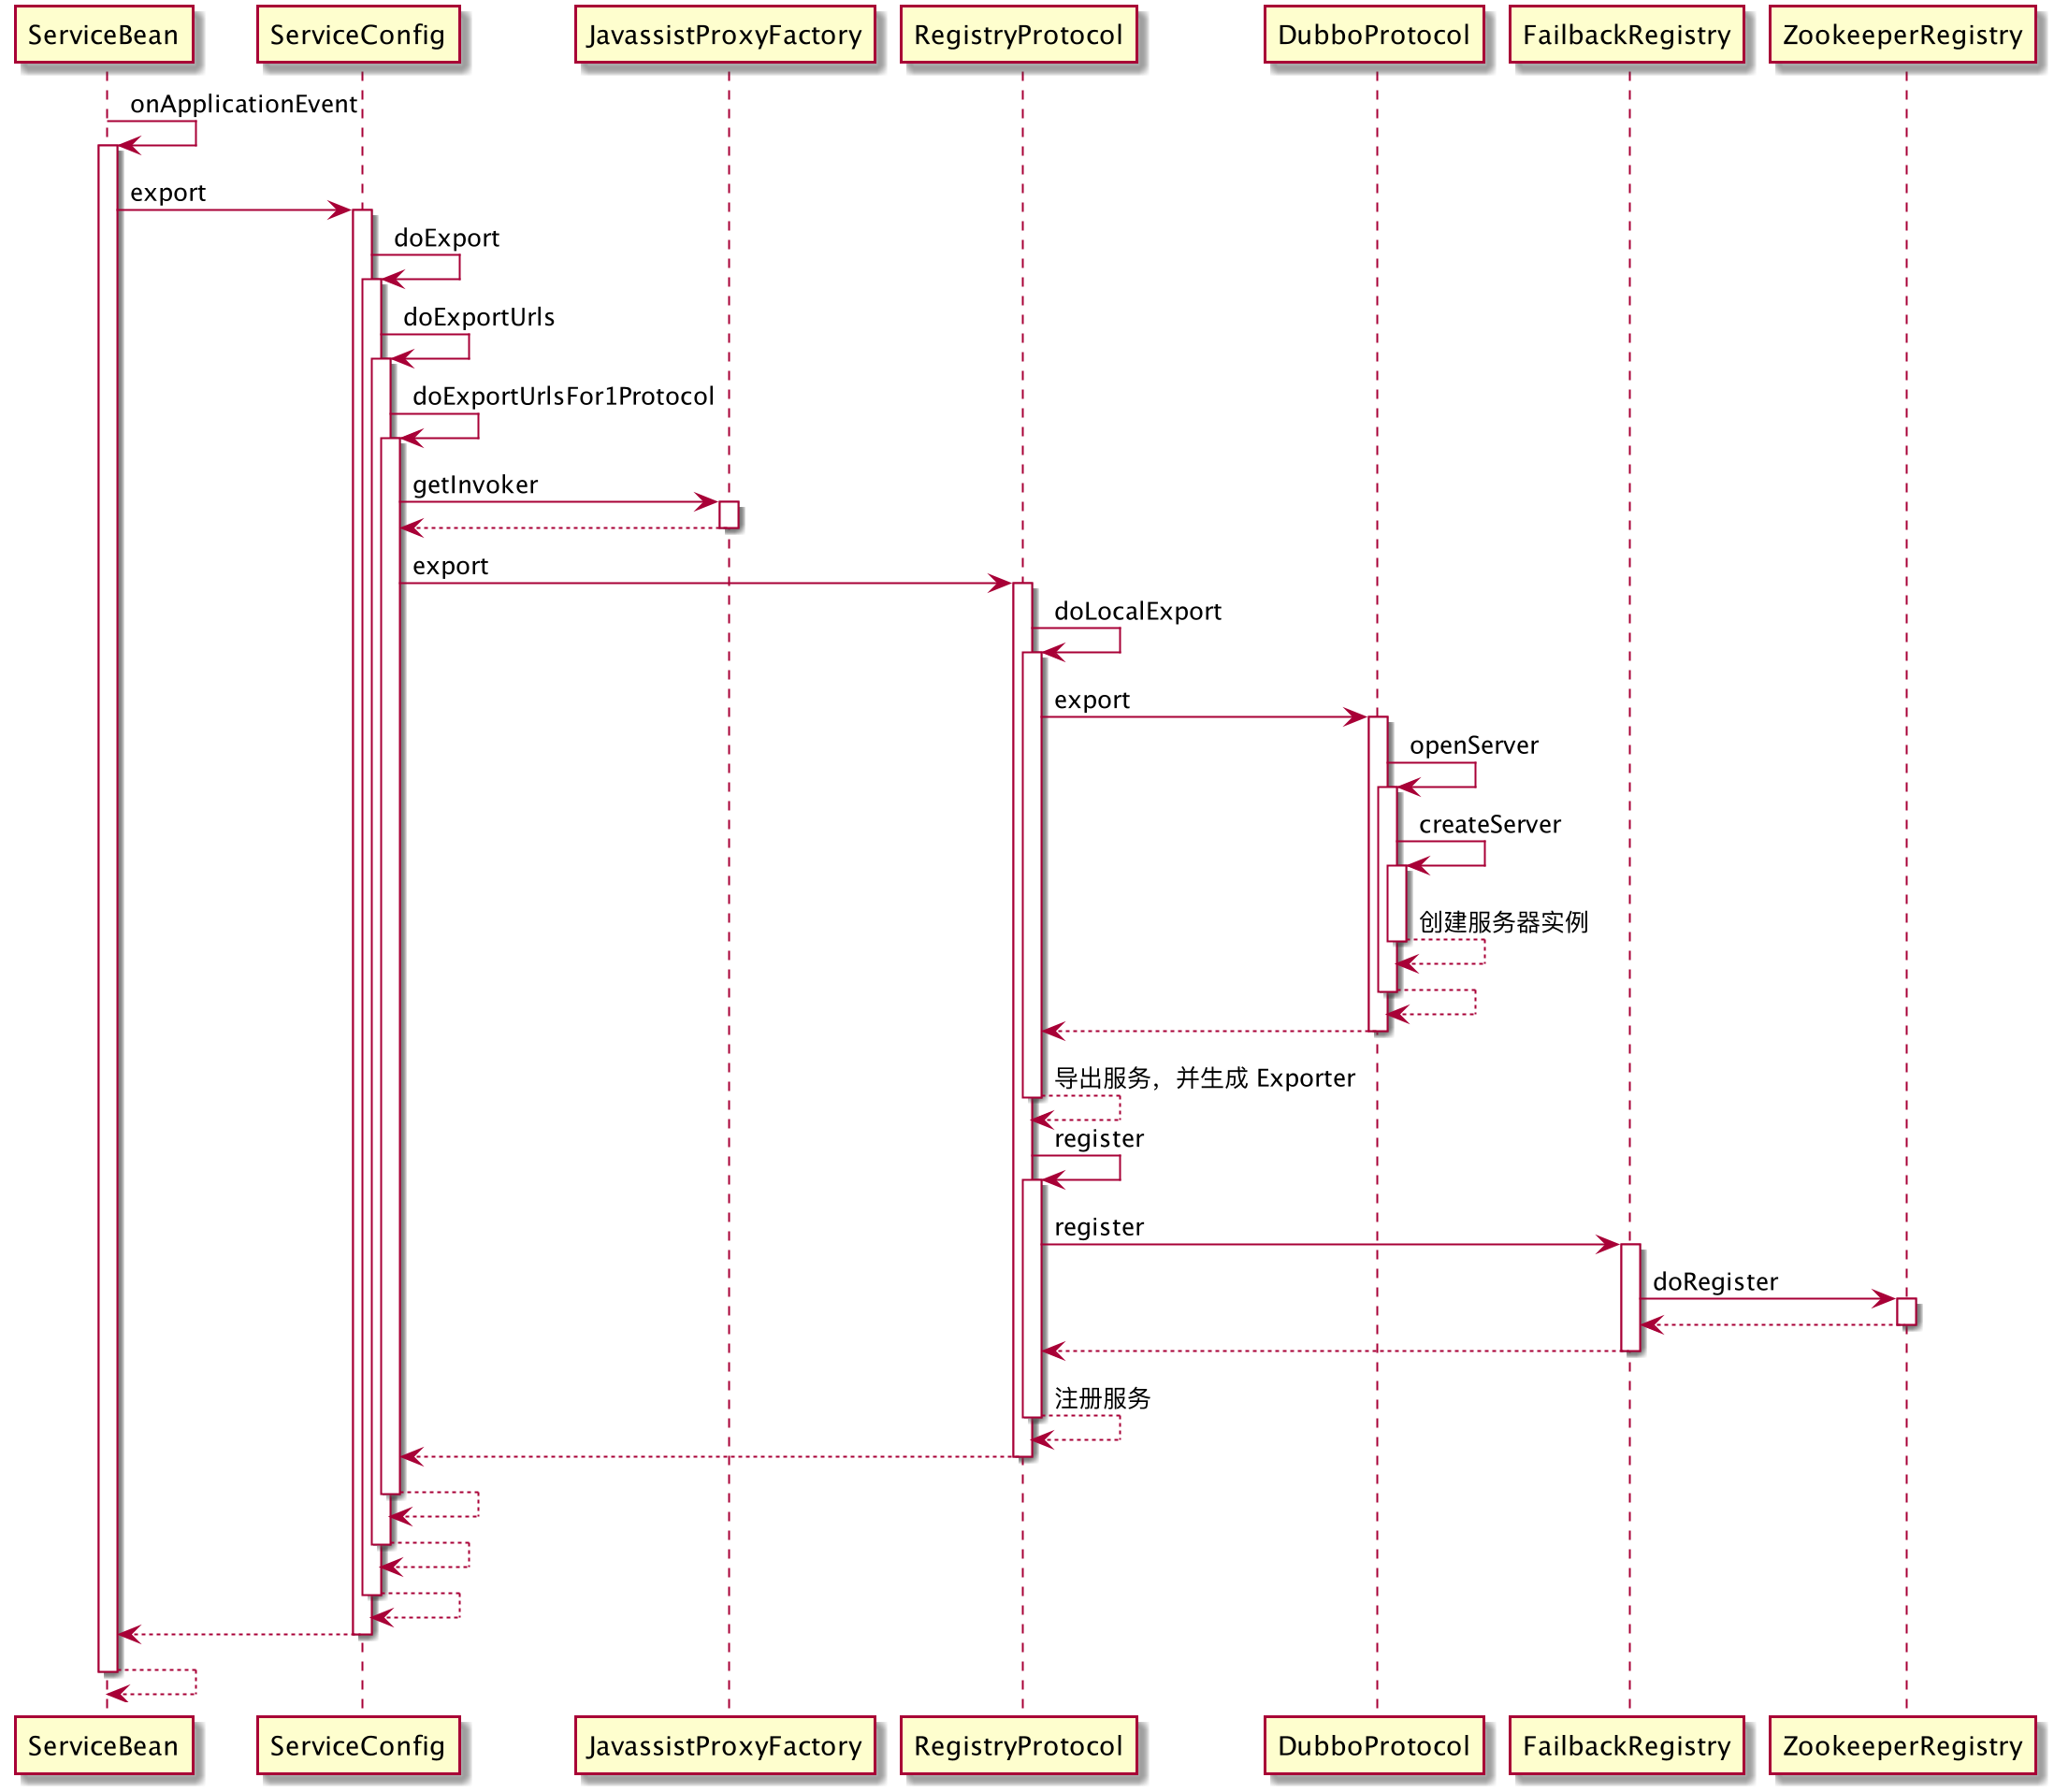 ServiceBean
ServiceConfig
JavassistProxyFactory
RegistryProtocol
DubboProtocol
FailbackRegistry
ZookeeperRegistry
onApplicationEvent
export
doExport
doExportUrls
doExportUrlsFor1Protocol
getInvoker
export
doLocalExport
export
openServer
createServer
创建服务器实例
导出服务，并生成 Exporter
register
register
doRegister
注册服务
ServiceBean
ServiceConfig
JavassistProxyFactory
RegistryProtocol
DubboProtocol
FailbackRegistry
ZookeeperRegistry